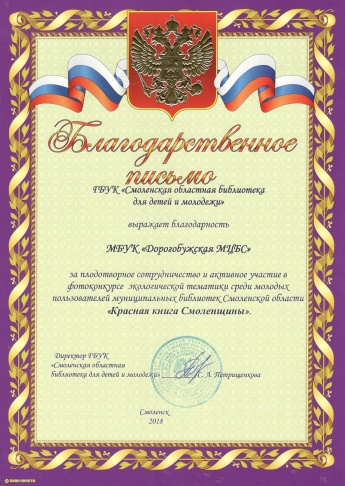 Благодарственное
письмо
ГБУК «Смоленская областная библиотека
для детей и молодежи»
выражает благодарность
МБУК «Дорогобужская МЦБС»
за плодотворное сотрудничество и активное участие в
фотоконкурсе экологической тематики среди молодых
пользователей муниципальных библиотек Смоленской области
«Красная книга Смоленщины».
Директор ГБУК
«Смоленская областная
библиотека для детей и молодежи» С. А. Петрищенкова
Смоленск
2018